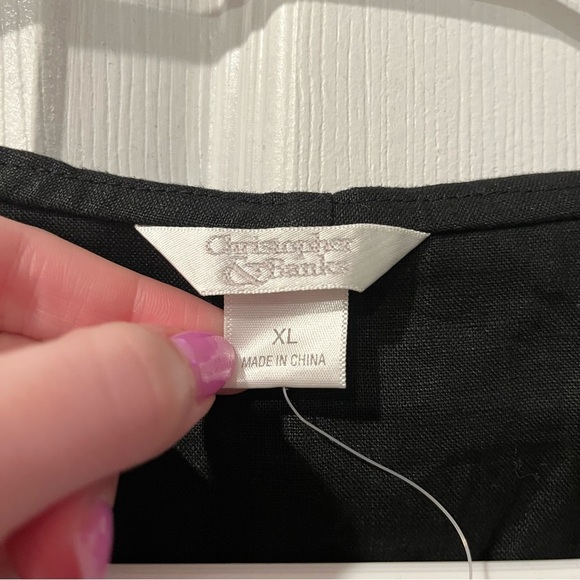 Christopher
& Banks
XL
MADE IN CHINA